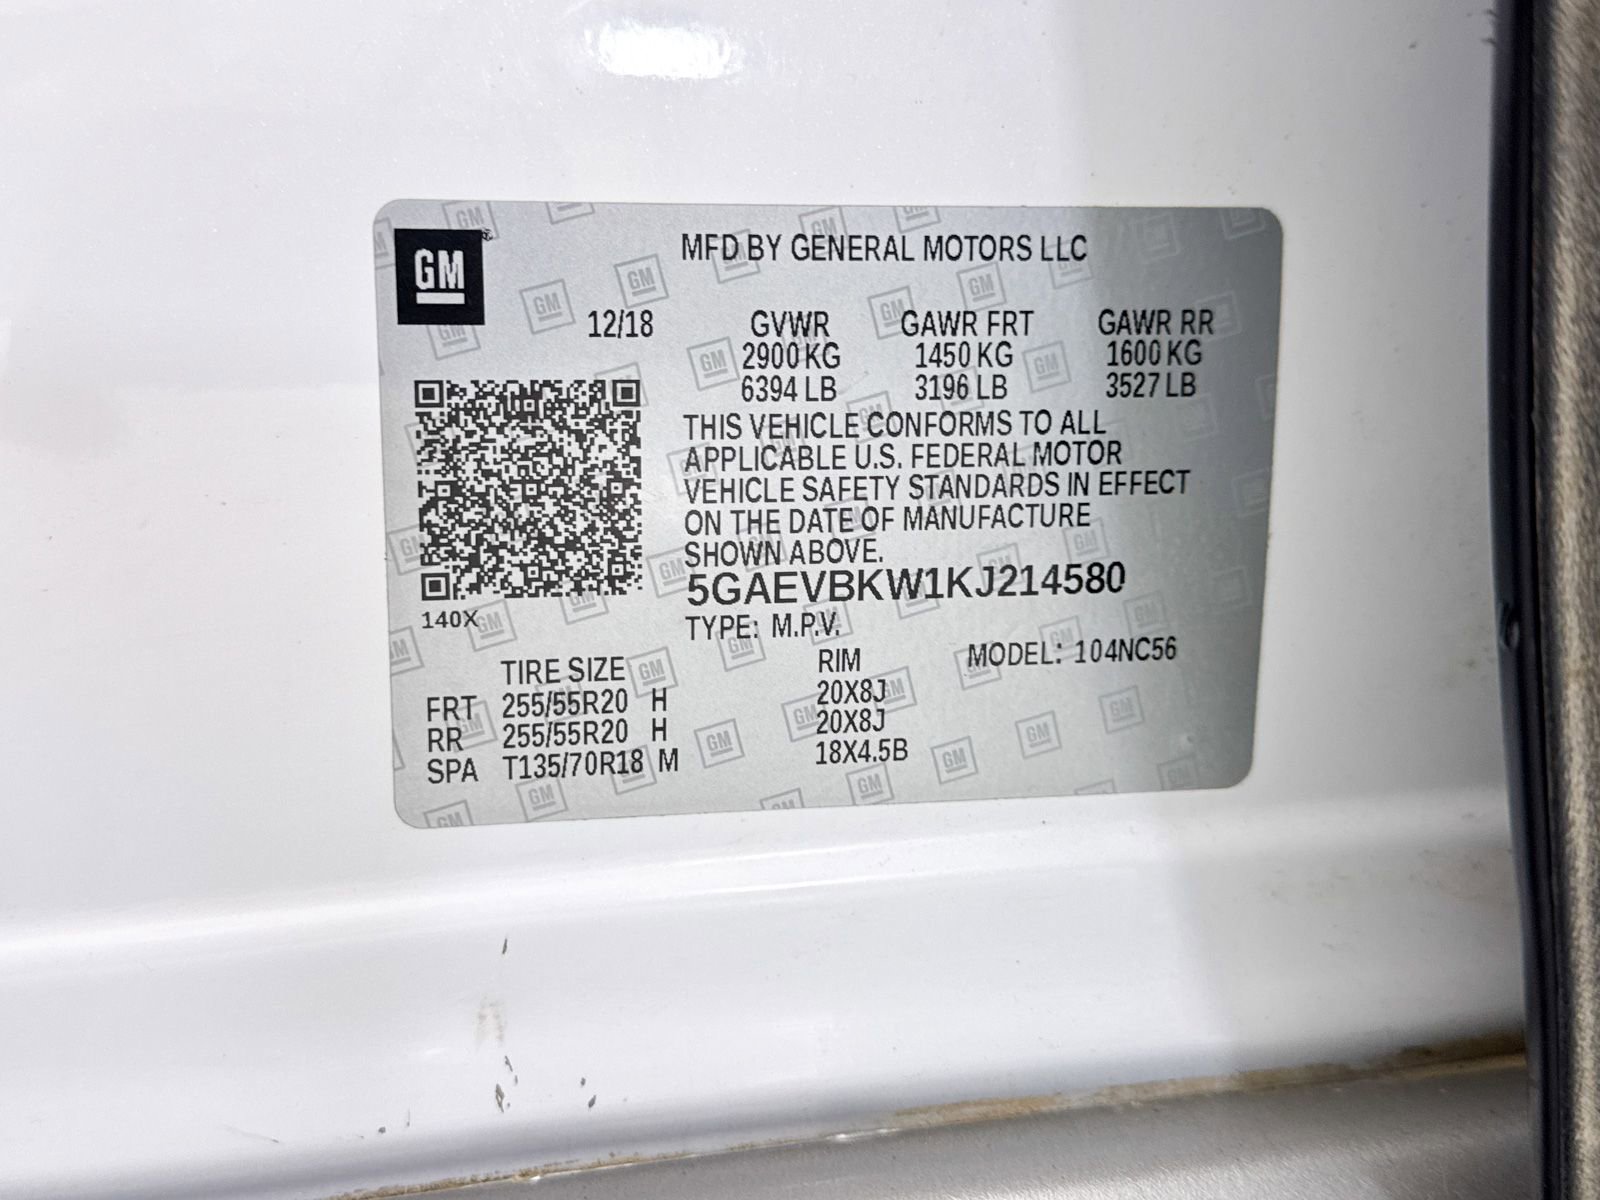 GM
MFD BY GENERAL MOTORS LLC
12/18 GVWR GAWR FRT GAWR RR
2900 KG 1450 KG 1600 KG
6394 LB 3196 LB 3527 LB
THIS VEHICLE CONFORMS TO ALL
APPLICABLE U.S. FEDERAL MOTOR
VEHICLE SAFETY STANDARDS IN EFFECT
ON THE DATE OF MANUFACTURE
SHOWN ABOVE.
5GAEVBKW1KJ214580
140X
TYPE: M.P.V.
MODEL: 104NC56
TIRE SIZE RIM
FRT 255/55R20 H 20X8J
RR 255/55R20 H 20X8J
SPA T135/70R18 M 18X4.5B